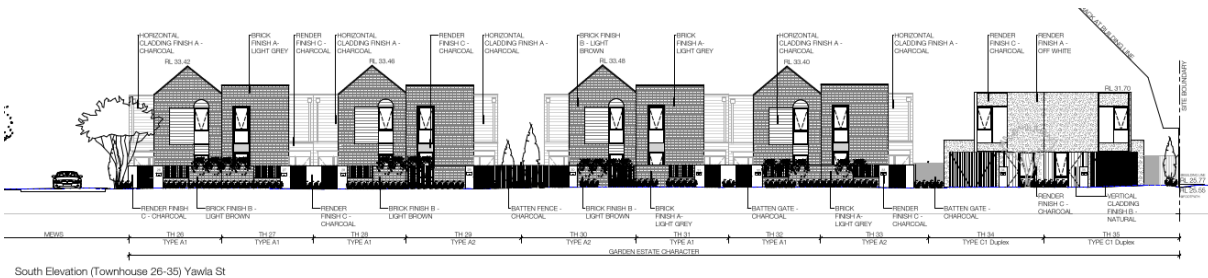 HORIZONTAL
CLADDING FINISH A -
CHARCOAL
BRICK
FINISH A-
LIGHT GREY
RENDER
FINISH C -
CHARCOAL
HORIZONTAL
CLADDING FINISH A -
CHARCOAL
RENDER
FINISH C -
CHARCOAL
HORIZONTAL
CLADDING FINISH A -
CHARCOAL
BRICK FINISH
B - LIGHT
BROWN
BRICK
FINISH A-
LIGHT GREY
HORIZONTAL
CLADDING FINISH A -
CHARCOAL
HORIZONTAL
CLADDING FINISH A -
CHARCOAL
RENDER
FINISH C -
CHARCOAL
RENDER
FINISH A -
OFF WHITE
AT BUILDING LINE
SITE BOUNDARY
RL 33.42
RL 33.46
RL 33.48
RL 33.40
RL 31.70
RL 25.77
RL 25.55
RENDER FINISH
C - CHARCOAL
BRICK FINISH B -
LIGHT BROWN
RENDER
FINISH C -
CHARCOAL
BRICK FINISH B -
LIGHT BROWN
BATTEN FENCE -
CHARCOAL
BRICK FINISH B -
LIGHT BROWN
BRICK
FINISH A-
LIGHT GREY
BATTEN GATE -
CHARCOAL
BRICK
FINISH A-
LIGHT GREY
RENDER
FINISH C -
CHARCOAL
BATTEN GATE -
CHARCOAL
RENDER
FINISH C -
CHARCOAL
VERTICAL
CLADDING
FINISH B -
NATURAL
MEWS
TH 26
TYPE A1
TH 27
TYPE A1
TH 28
TYPE A1
TH 29
TYPE A2
TH 30
TYPE A2
TH 31
TYPE A1
TH 32
TYPE A1
TH 33
TYPE A2
TH 34
TYPE C1 Duplex
TH 35
TYPE C1 Duplex
GARDEN ESTATE CHARACTER
South Elevation (Townhouse 26-35) Yawla St